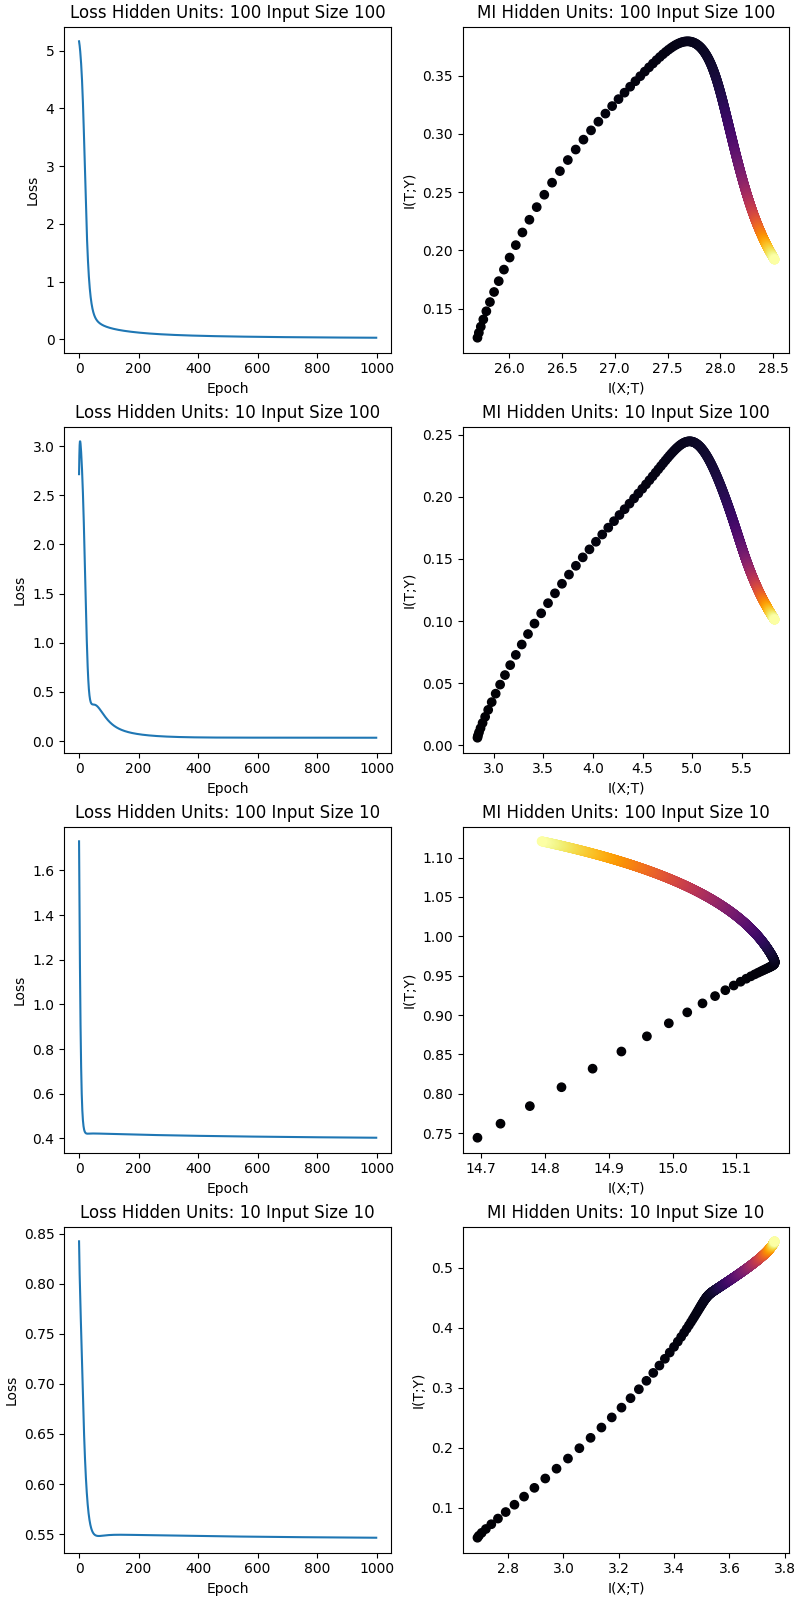 Loss Hidden Units: 100 Input Size 100
5
4
3
2
1
0
Loss
0 200 400 600 800 1000
Epoch
MI Hidden Units: 100 Input Size 100
0.35
0.30
0.25
0.20
0.15
I(T;Y)
26.0 26.5 27.0 27.5 28.0 28.5
I(X;T)
Loss Hidden Units: 10 Input Size 100
3.0
2.5
2.0
1.5
1.0
0.5
0.0
Loss
0 200 400 600 800 1000
Epoch
MI Hidden Units: 10 Input Size 100
0.25
0.20
0.15
0.10
0.05
0.00
I(T;Y)
3.0 3.5 4.0 4.5 5.0 5.5
I(X;T)
Loss Hidden Units: 100 Input Size 10
1.6
1.4
1.2
1.0
0.8
0.6
0.4
Loss
0 200 400 600 800 1000
Epoch
MI Hidden Units: 100 Input Size 10
1.10
1.05
1.00
0.95
0.90
0.85
0.80
0.75
I(T;Y)
14.7 14.8 14.9 15.0 15.1
I(X;T)
Loss Hidden Units: 10 Input Size 10
0.85
0.80
0.75
0.70
0.65
0.60
0.55
Loss
0 200 400 600 800 1000
Epoch
MI Hidden Units: 10 Input Size 10
0.5
0.4
0.3
0.2
0.1
I(T;Y)
2.8 3.0 3.2 3.4 3.6 3.8
I(X;T)